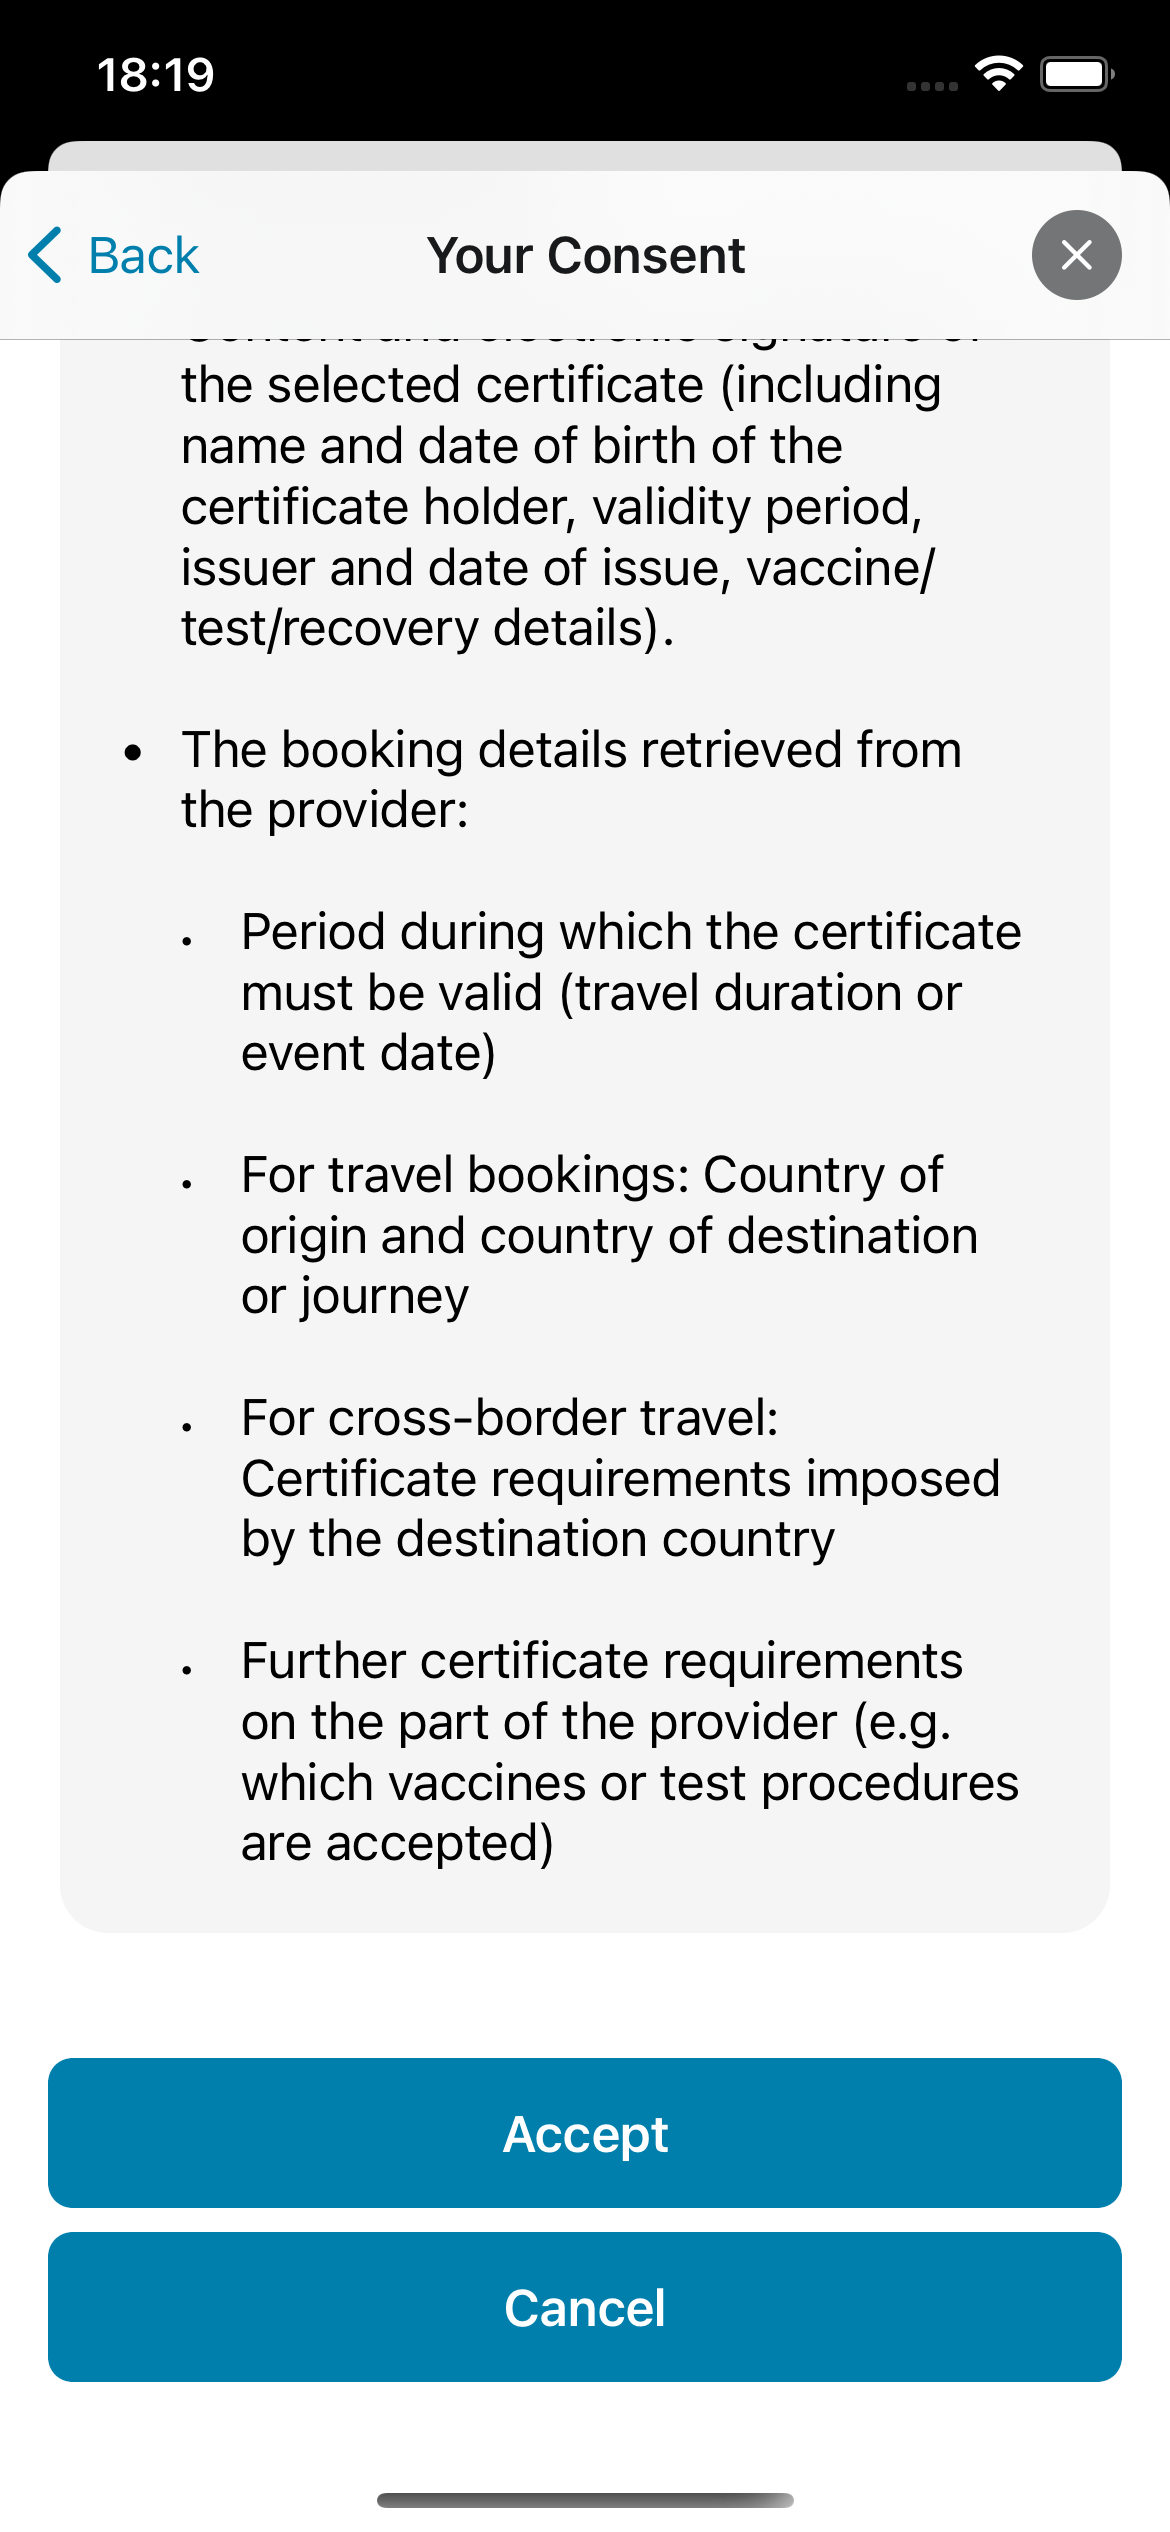 18:19
Back
Your Consent
the selected certificate (including
name and date of birth of the
certificate holder, validity period,
issuer and date of issue, vaccine/
test/recovery details).
• The booking details retrieved from
the provider:
• Period during which the certificate
must be valid (travel duration or
event date)
• For travel bookings: Country of
origin and country of destination
or journey
• For cross-border travel:
Certificate requirements imposed
by the destination country
• Further certificate requirements
on the part of the provider (e.g.
which vaccines or test procedures
are accepted)
Accept
Cancel